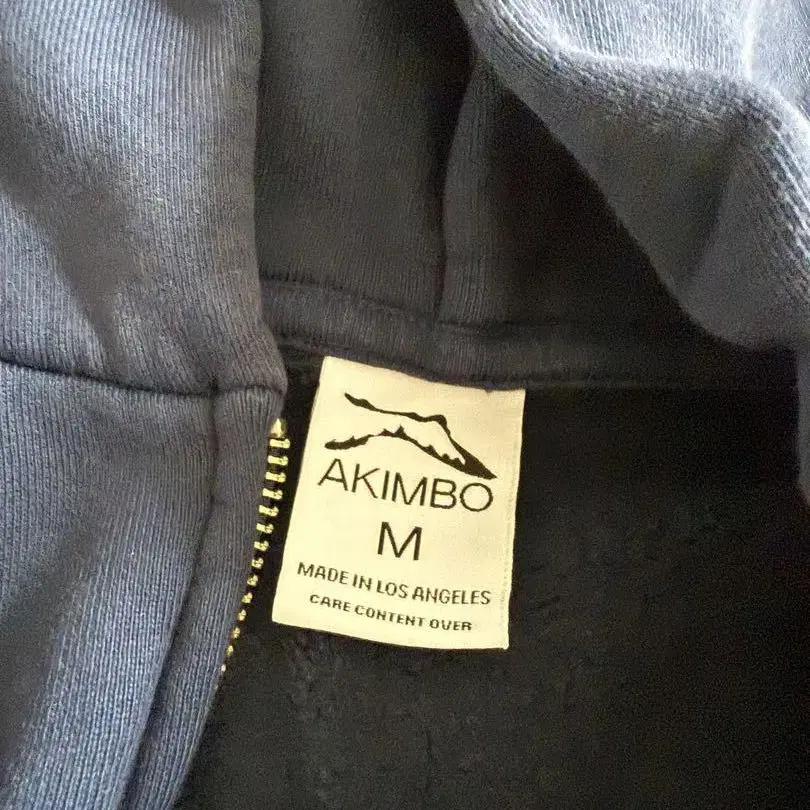 AKIMBO
M
MADE IN LOS ANGELES
CARE CONTENT OVER